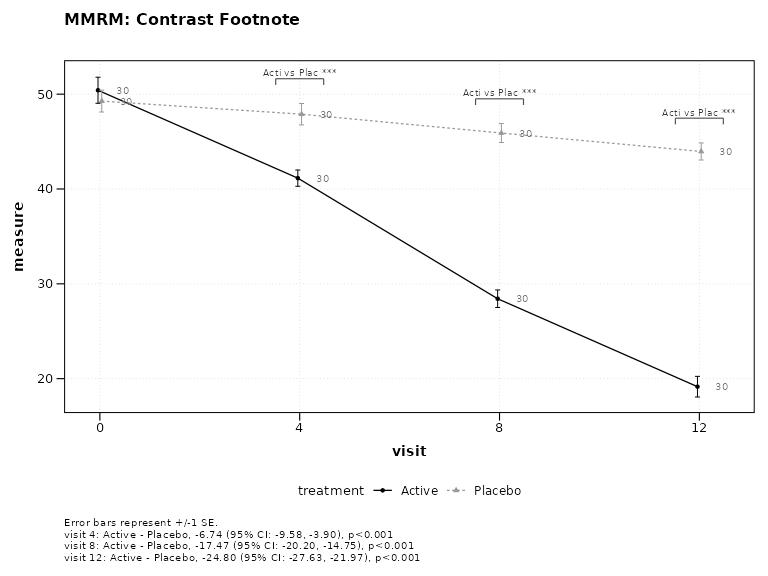 MMRM: Contrast Footnote
Acti vs Plac ***
Acti vs Plac ***
Acti vs Plac ***
30
30
30
30
30
30
30
30
50
40
30
20
measure
0
4
8
12
visit
treatment Active Placebo
Error bars represent +/-1 SE.
visit 4: Active - Placebo, -6.74 (95% CI: -9.58, -3.90), p<0.001
visit 8: Active - Placebo, -17.47 (95% CI: -20.20, -14.75), p<0.001
visit 12: Active - Placebo, -24.80 (95% CI: -27.63, -21.97), p<0.001